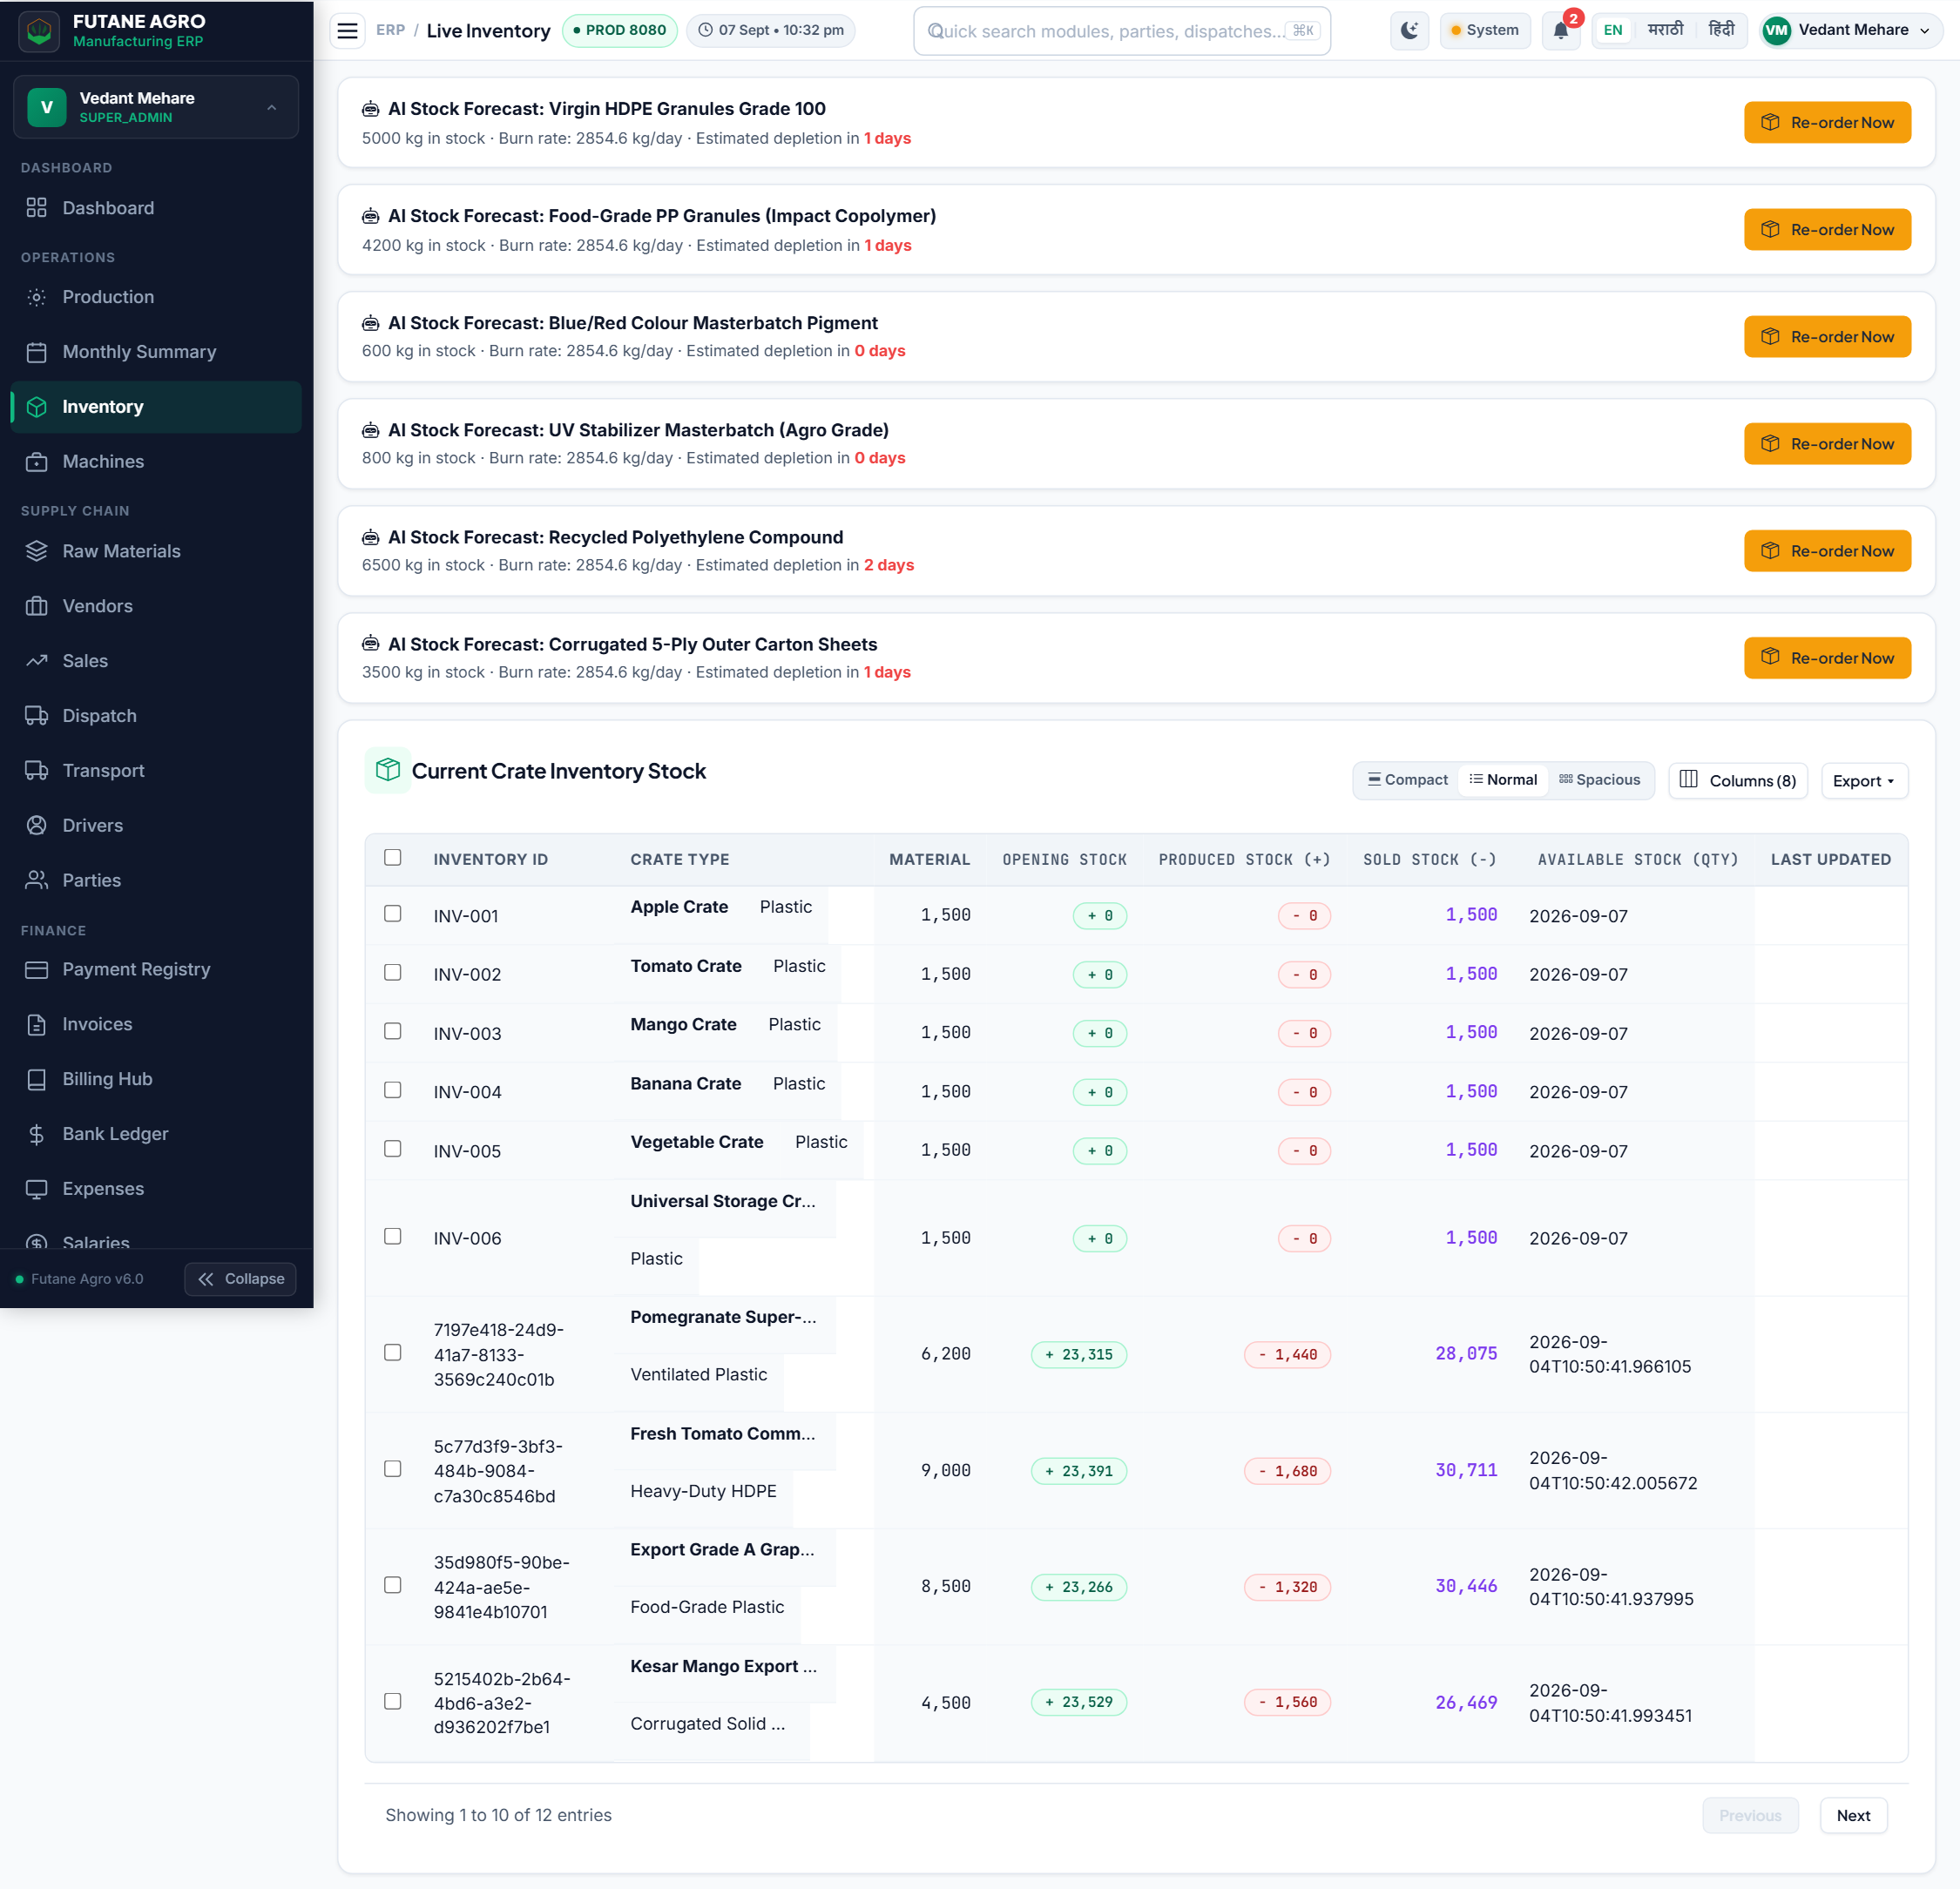 FUTANE AGRO
Manufacturing ERP
V
Vedant Mehare
SUPER_ADMIN
DASHBOARD
Dashboard
OPERATIONS
Production
Monthly Summary
Inventory
Machines
SUPPLY CHAIN
Raw Materials
Vendors
Sales
Dispatch
Transport
Drivers
Parties
FINANCE
Payment Registry
Invoices
Billing Hub
Bank Ledger
Expenses
Salaries
Futane Agro v6.0
Collapse
ERP / Live Inventory
PROD 8080
07 Sept • 10:32 pm
Quick search modules, parties, dispatches... ⌘K
System
2
EN मराठी हिंदी
VM Vedant Mehare
AI Stock Forecast: Virgin HDPE Granules Grade 100
5000 kg in stock · Burn rate: 2854.6 kg/day · Estimated depletion in 1 days
Re-order Now
AI Stock Forecast: Food-Grade PP Granules (Impact Copolymer)
4200 kg in stock · Burn rate: 2854.6 kg/day · Estimated depletion in 1 days
Re-order Now
AI Stock Forecast: Blue/Red Colour Masterbatch Pigment
600 kg in stock · Burn rate: 2854.6 kg/day · Estimated depletion in 0 days
Re-order Now
AI Stock Forecast: UV Stabilizer Masterbatch (Agro Grade)
800 kg in stock · Burn rate: 2854.6 kg/day · Estimated depletion in 0 days
Re-order Now
AI Stock Forecast: Recycled Polyethylene Compound
6500 kg in stock · Burn rate: 2854.6 kg/day · Estimated depletion in 2 days
Re-order Now
AI Stock Forecast: Corrugated 5-Ply Outer Carton Sheets
3500 kg in stock · Burn rate: 2854.6 kg/day · Estimated depletion in 1 days
Re-order Now
Current Crate Inventory Stock
Compact Normal Spacious Columns (8) Export
INVENTORY ID CRATE TYPE MATERIAL OPENING STOCK PRODUCED STOCK (+) SOLD STOCK (-) AVAILABLE STOCK (QTY) LAST UPDATED
INV-001 Apple Crate Plastic 1,500 + 0 - 0 1,500 2026-09-07
INV-002 Tomato Crate Plastic 1,500 + 0 - 0 1,500 2026-09-07
INV-003 Mango Crate Plastic 1,500 + 0 - 0 1,500 2026-09-07
INV-004 Banana Crate Plastic 1,500 + 0 - 0 1,500 2026-09-07
INV-005 Vegetable Crate Plastic 1,500 + 0 - 0 1,500 2026-09-07
Universal Storage Cr...
INV-006 1,500 + 0 - 0 1,500 2026-09-07
Plastic
Pomegranate Super-...
7197e418-24d9-
41a7-8133-
3569c240c01b
Ventilated Plastic
6,200 + 23,315 - 1,440 28,075
2026-09-
04T10:50:41.966105
Fresh Tomato Comm...
5c77d3f9-3bf3-
484b-9084-
c7a30c8546bd
Heavy-Duty HDPE
9,000 + 23,391 - 1,680 30,711
2026-09-
04T10:50:42.005672
Export Grade A Grap...
35d980f5-90be-
424a-ae5e-
9841e4b10701
Food-Grade Plastic
8,500 + 23,266 - 1,320 30,446
2026-09-
04T10:50:41.937995
Kesar Mango Export ...
5215402b-2b64-
4bd6-a3e2-
d936202f7be1
Corrugated Solid ...
4,500 + 23,529 - 1,560 26,469
2026-09-
04T10:50:41.993451
Showing 1 to 10 of 12 entries
Previous Next